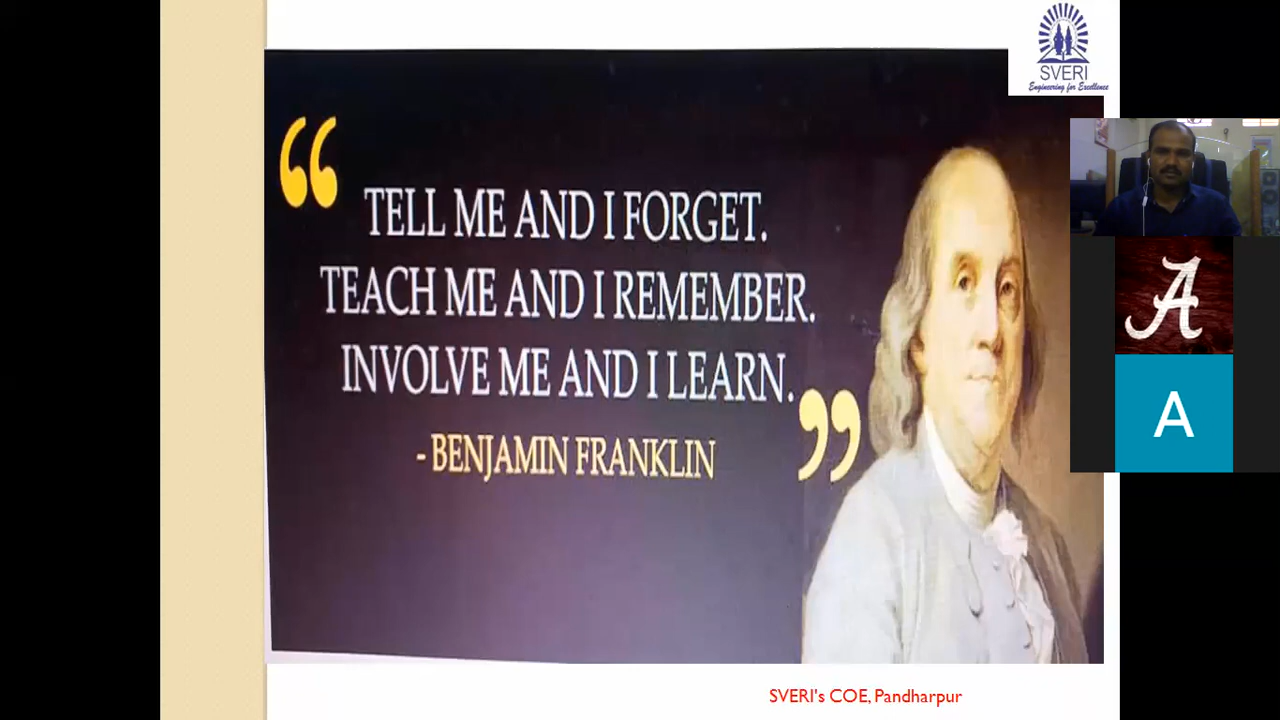 SVERI
Engineering for Excellence
“
TELL ME AND I FORGET.
TEACH ME AND I REMEMBER.
INVOLVE ME AND I LEARN.
”
- BENJAMIN FRANKLIN
A
A
SVERI's COE, Pandharpur